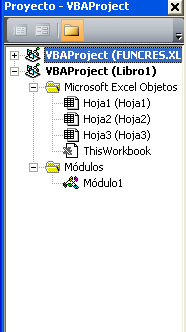 Proyecto - VBAProject
VBAProject (FUNCRES.XL
VBAProject (Libro1)
Microsoft Excel Objetos
Hoja1 (Hoja1)
Hoja2 (Hoja2)
Hoja3 (Hoja3)
ThisWorkbook
Módulos
Módulo1